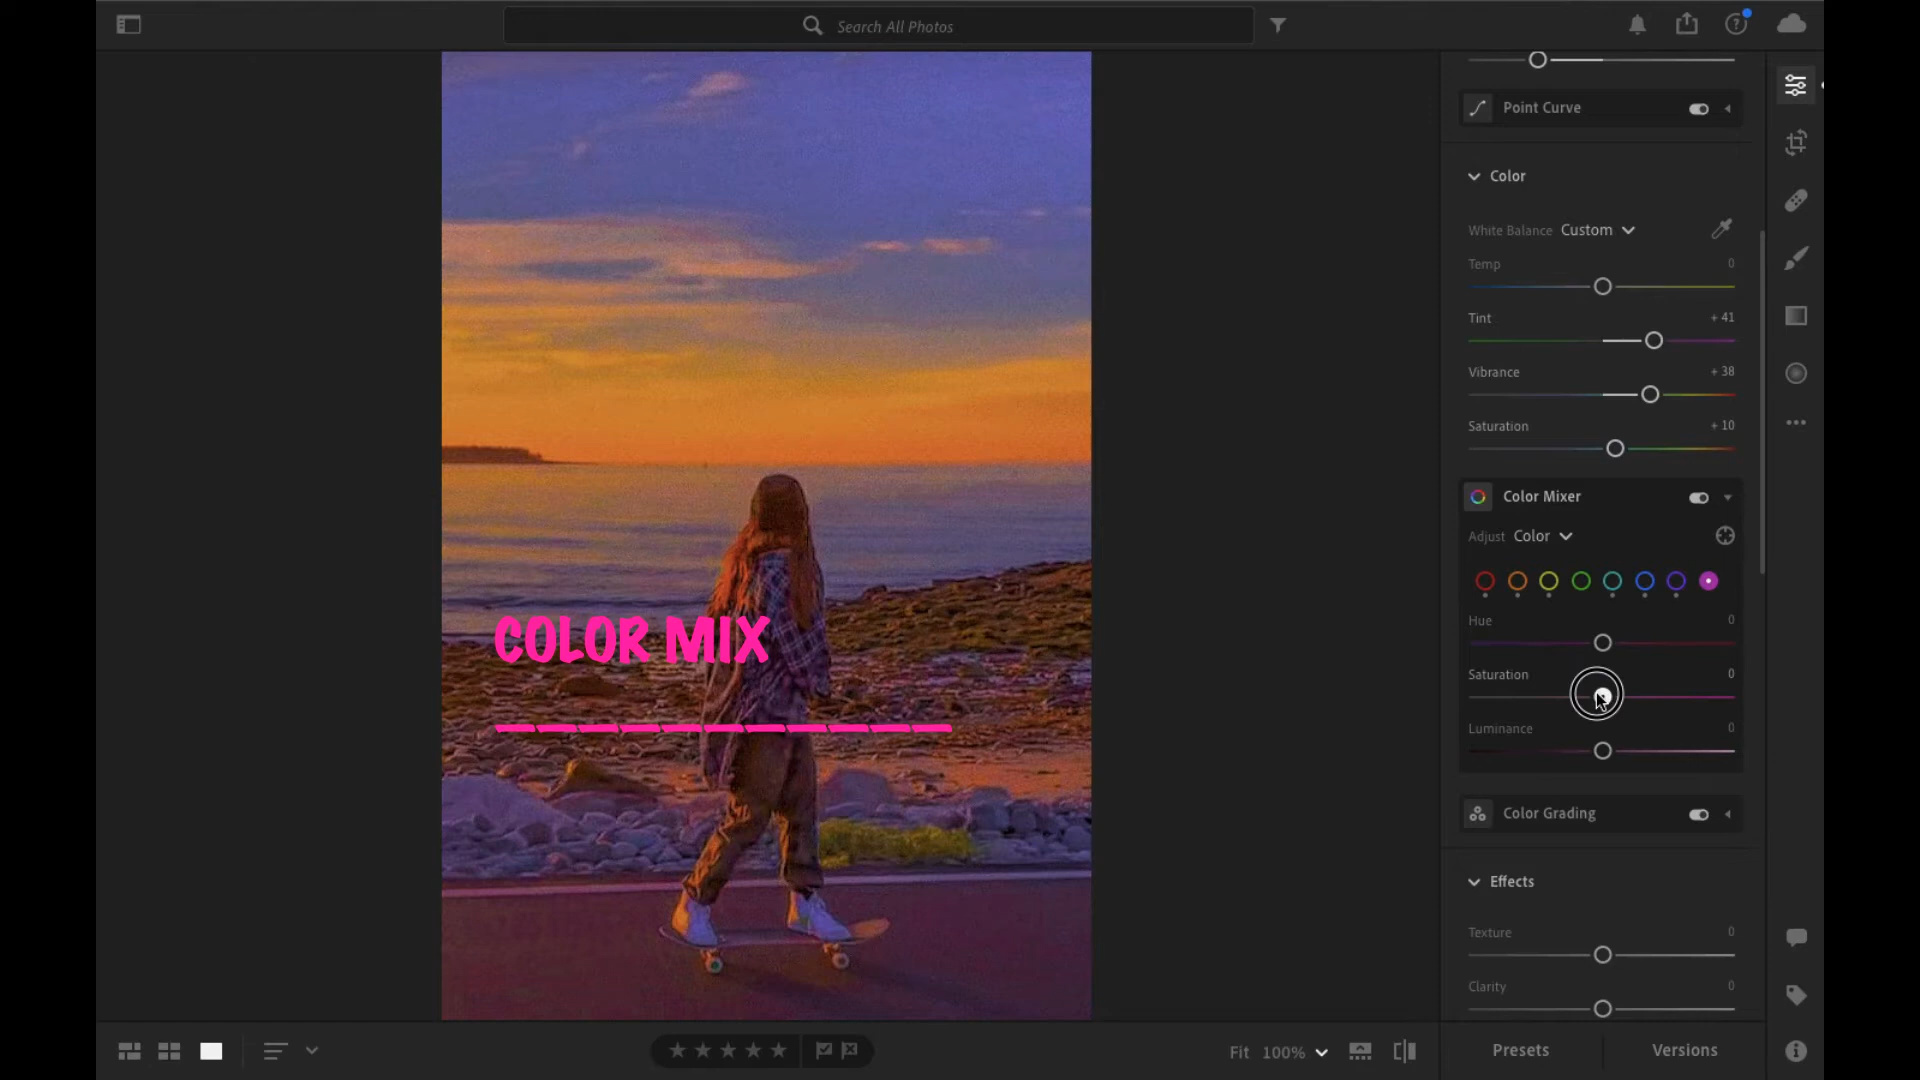 Search All Photos
Point Curve
Color
White Balance Custom
Temp 0
Tint + 41
Vibrance + 38
Saturation + 10
Color Mixer
Adjust Color
Hue 0
Saturation 0
Luminance 0
COLOR MIX
Color Grading
Effects
Texture 0
Clarity 0
Fit 100%
Presets
Versions